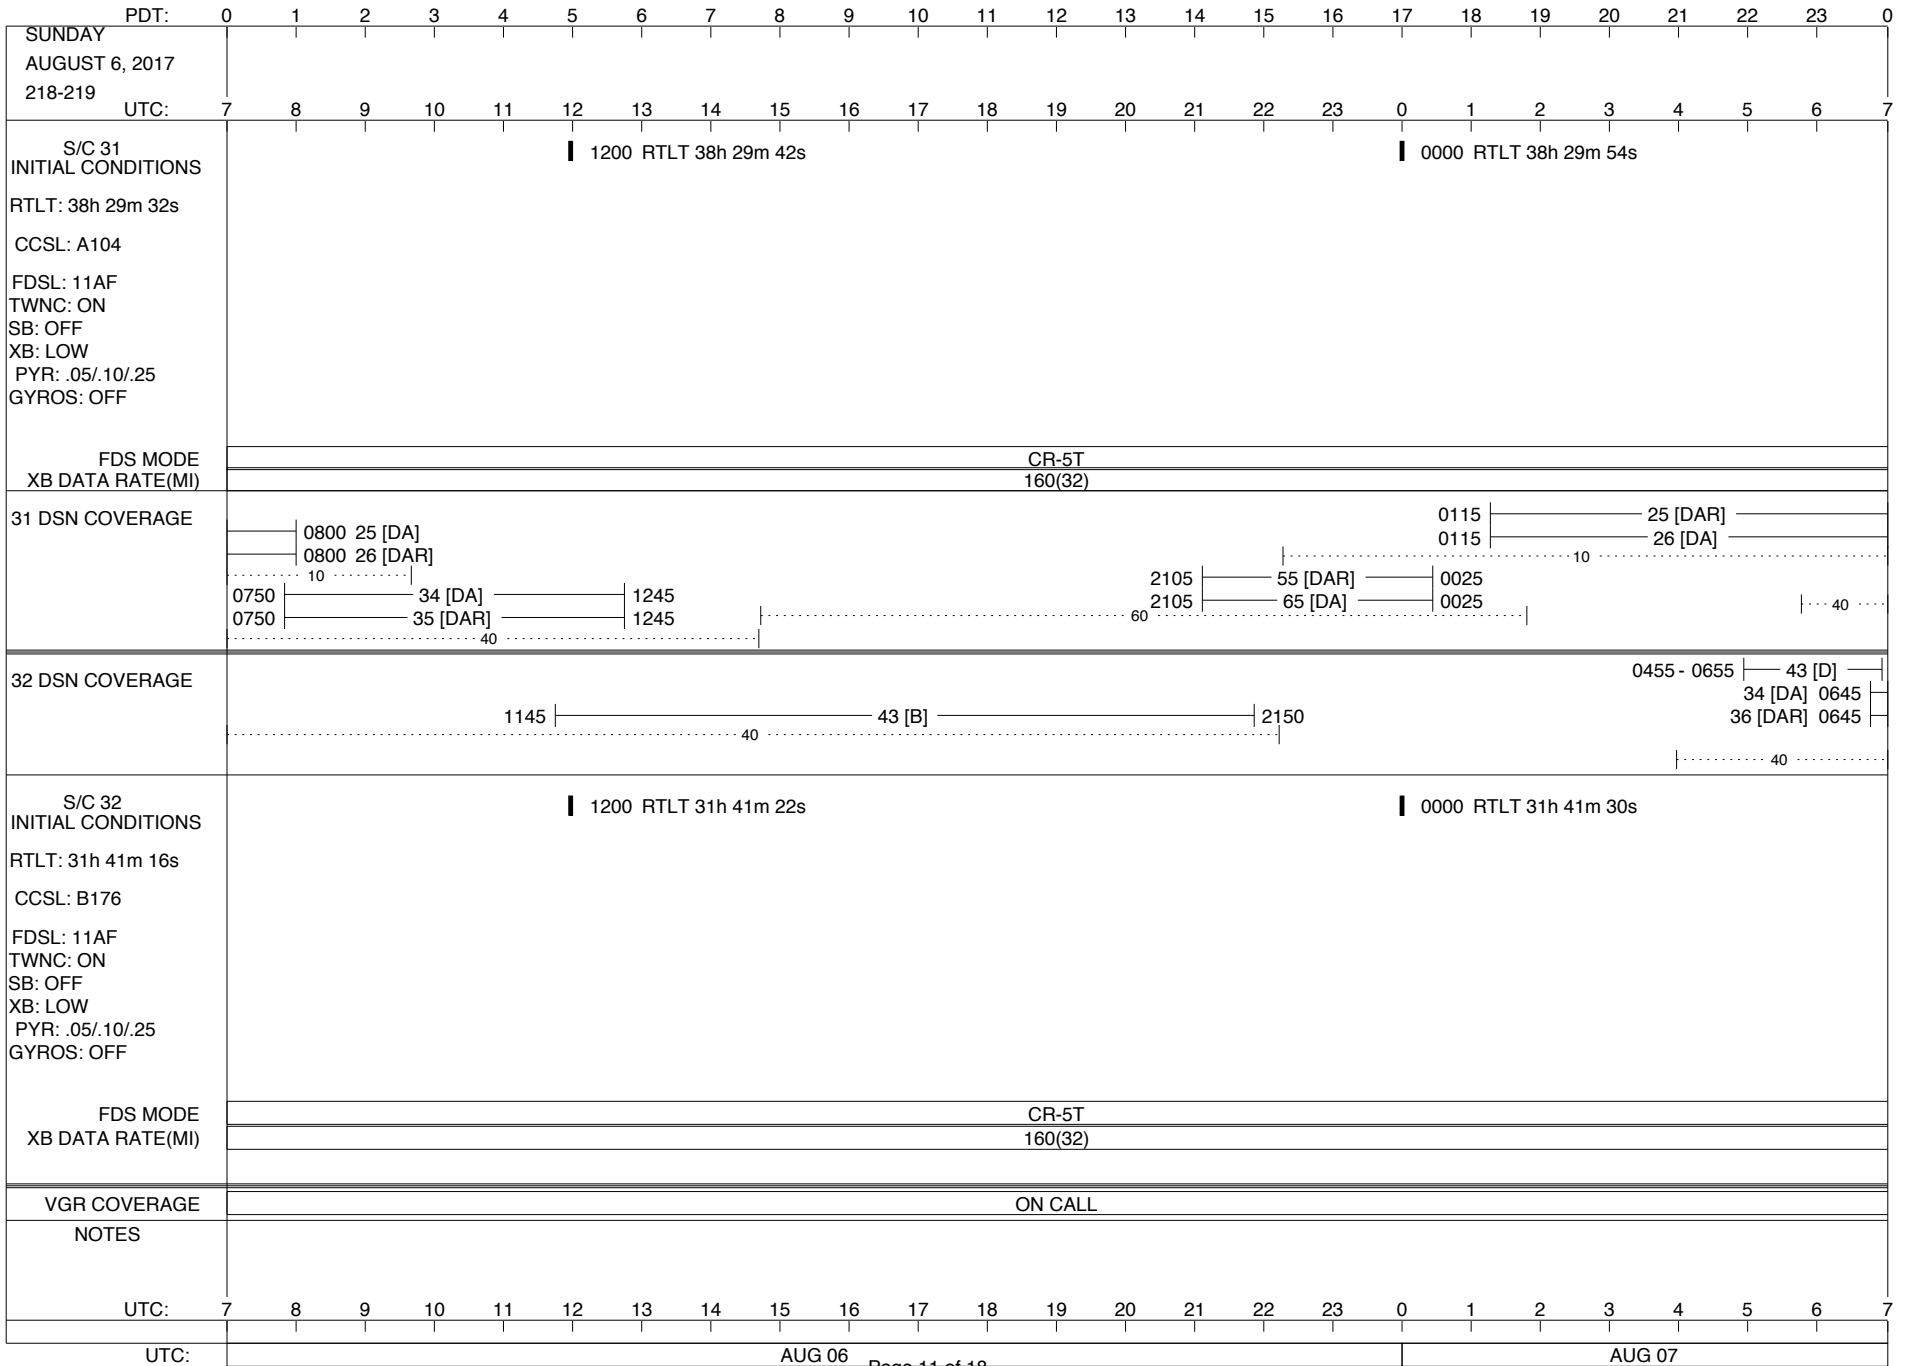 PDT: 0 1 2 3 4 5 6 7 8 9 10 11 12 13 14 15 16 17 18 19 20 21 22 23 0
SUNDAY
AUGUST 6, 2017
218-219
UTC: 7 8 9 10 11 12 13 14 15 16 17 18 19 20 21 22 23 0 1 2 3 4 5 6 7
S/C 31
INITIAL CONDITIONS
1200 RTLT 38h 29m 42s
0000 RTLT 38h 29m 54s
RTLT: 38h 29m 32s
CCSL: A104
FDSL: 11AF
TWNC: ON
SB: OFF
XB: LOW
PYR: .05/.10/.25
GYROS: OFF
FDS MODE CR-5T
XB DATA RATE(MI) 160(32)
31 DSN COVERAGE
0115 25 [DAR]
0800 25 [DA]
0115 26 [DA]
0800 26 [DAR]
10
10
2105 55 [DAR] 0025
0750 34 [DA] 1245
2105 65 [DA] 0025
40
0750 35 [DAR] 1245
60
40
32 DSN COVERAGE
0455 - 0655 43 [D]
34 [DA] 0645
1145 43 [B] 2150
36 [DAR] 0645
40
40
S/C 32
INITIAL CONDITIONS
1200 RTLT 31h 41m 22s
0000 RTLT 31h 41m 30s
RTLT: 31h 41m 16s
CCSL: B176
FDSL: 11AF
TWNC: ON
SB: OFF
XB: LOW
PYR: .05/.10/.25
GYROS: OFF
FDS MODE CR-5T
XB DATA RATE(MI) 160(32)
VGR COVERAGE ON CALL
NOTES
UTC: 7 8 9 10 11 12 13 14 15 16 17 18 19 20 21 22 23 0 1 2 3 4 5 6 7
UTC: AUG 06 AUG 07
Page 11 of 18